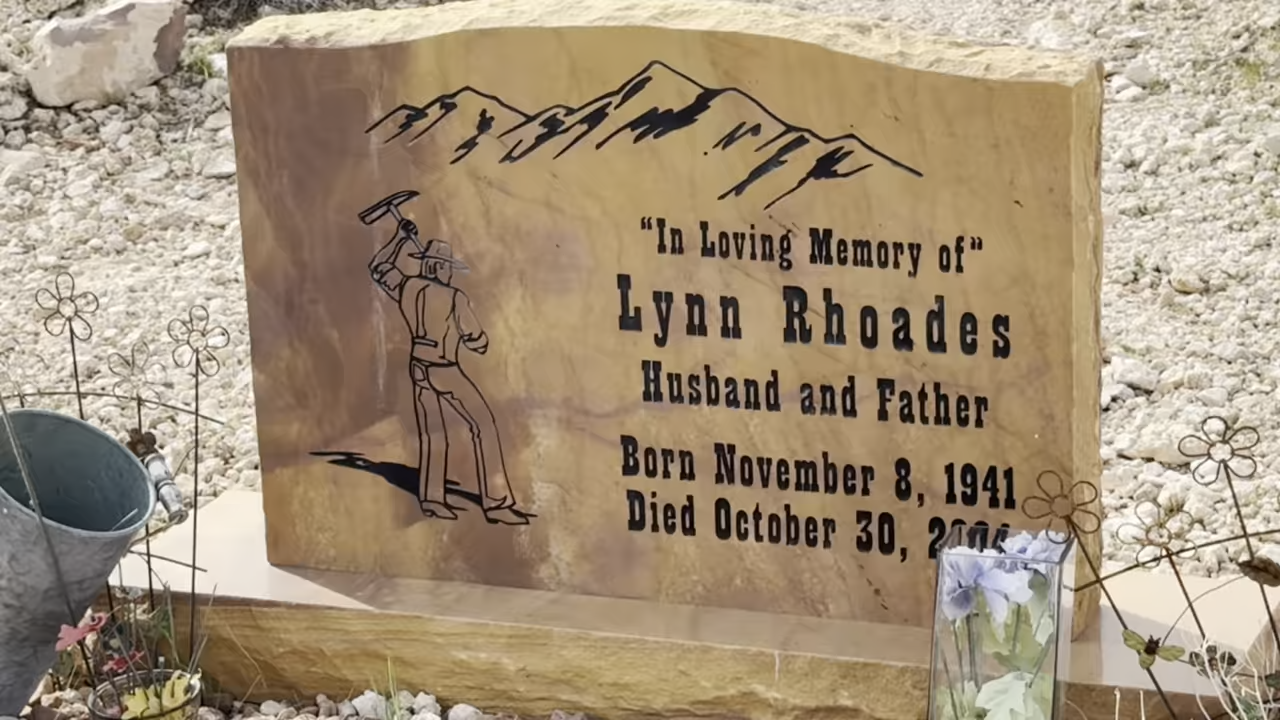 "In Loving Memory of"
Lynn Rhoades
Husband and Father
Born November 8, 1941
Died October 30,